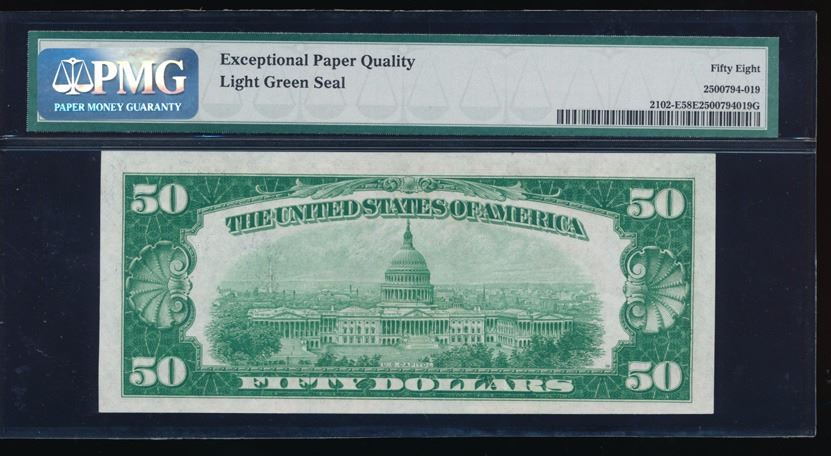 PMG
PAPER MONEY GUARANTY
Exceptional Paper Quality
Light Green Seal
Fifty Eight
2500794-019
2102-E58E2500794019G
50 50
THE UNITED STATES OF AMERICA
U.S. CAPITOL
50 50
FIFTY DOLLARS